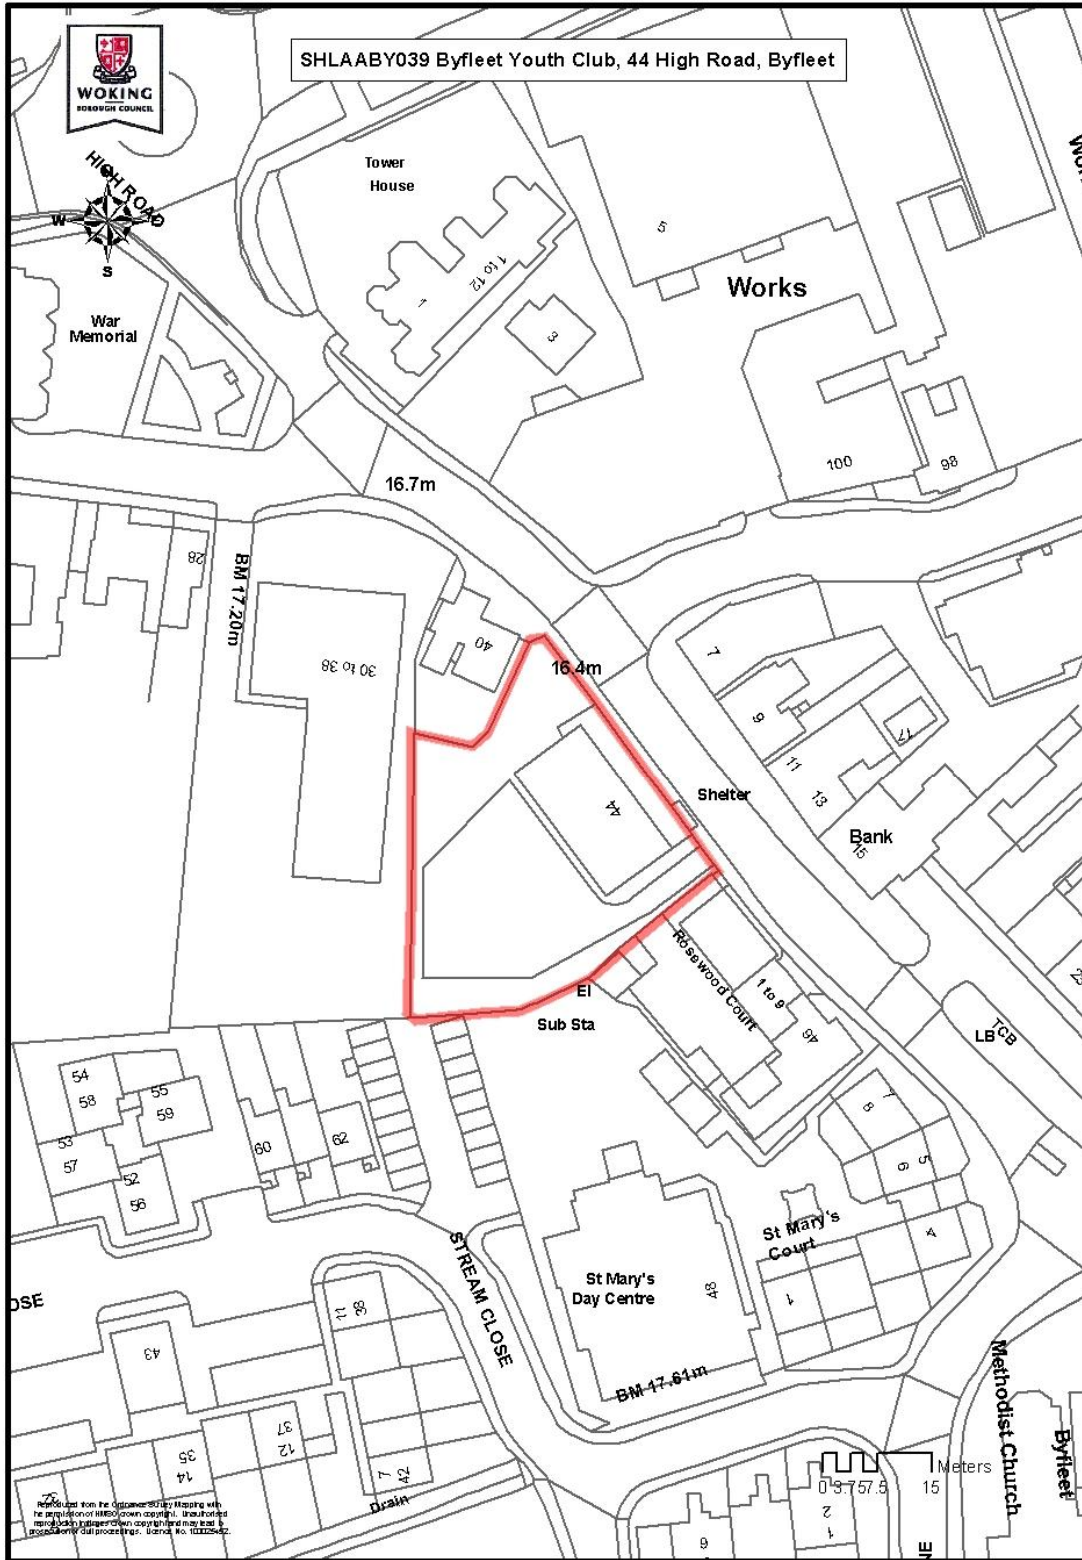 WOKING
BOROUGH COUNCIL
SHLAABY039 Byfleet Youth Club, 44 High Road, Byfleet
HIGH ROAD
W
S
Tower
House
1 to 12
1
3
5
Works
War
Memorial
100
98
16.7m
28
BM 17.20m
30 to 38
40
16.4m
7
9
11
13
17
15
Bank
Shelter
44
El
Sub Sta
Rosewood Court
1 to 9
46
TCB
LB
54
58
55
59
53
57
52
56
60
62
7
8
5
6
4
St Mary's
Court
1
St Mary's
Day Centre
48
BM 17.61m
STREAM CLOSE
OSE
43
11
38
37
12
35
14
7
42
Drain
Methodist Church
Byfleet
Meters
0 3.75 7.5 15
2
1
6
NE